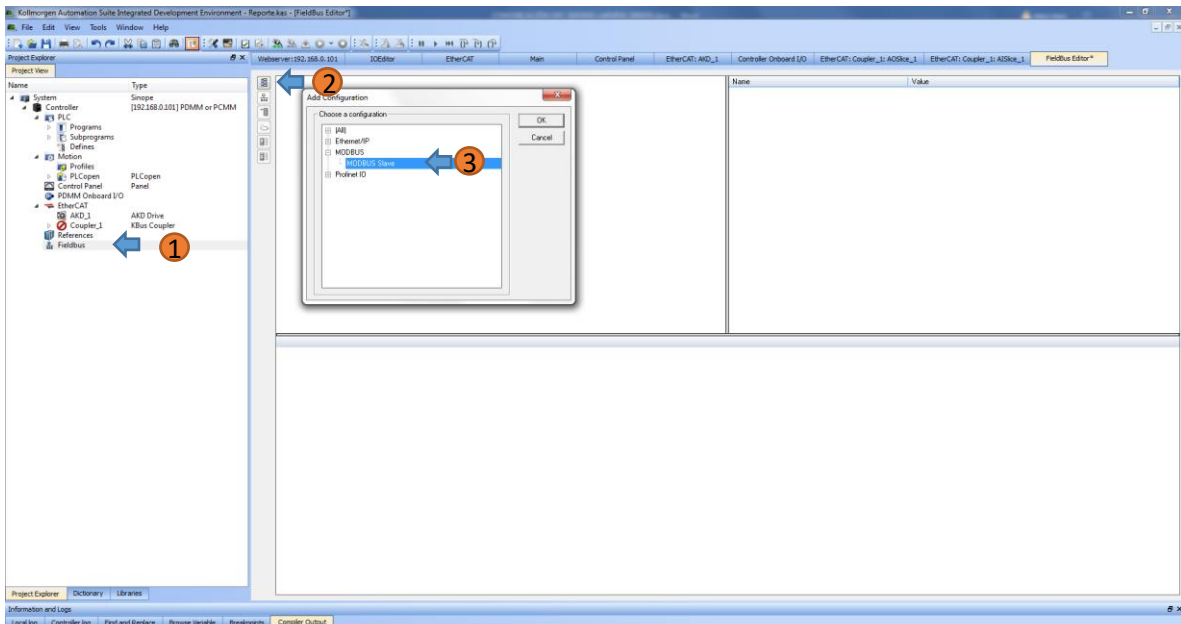 Kollmorgen Automation Suite Integrated Development Environment - Reporte.kas - [FieldBus Editor*]
File Edit View Tools Window Help
Project Explorer
Webserver::192.168.0.101 IOEditor EtherCAT Main Control Panel EtherCAT: AKD_1 Controller Onboard I/O EtherCAT: Coupler_1: AOSlice_1 EtherCAT: Coupler_1: AISlice_1 FieldBus Editor*
Project View
Name Type
System Sinope
Controller [192.168.0.101] PDMM or PCMM
PLC
Programs
Subprograms
Defines
Motion
Profiles
PLCopen PLCopen
Control Panel Panel
PDMM Onboard I/O
EtherCAT
AKD_1 AKD Drive
Coupler_1 KBus Coupler
References
Fieldbus
1
2
Add Configuration
Choose a configuration
[All]
Ethernet/IP
MODBUS
MODBUS Slave
Profinet IO
OK
Cancel
3
Name Value
Project Explorer Dictionary Libraries
Information and Logs
Local log Controller log Find and Replace Browse Variable Breakpoints Compiler Output